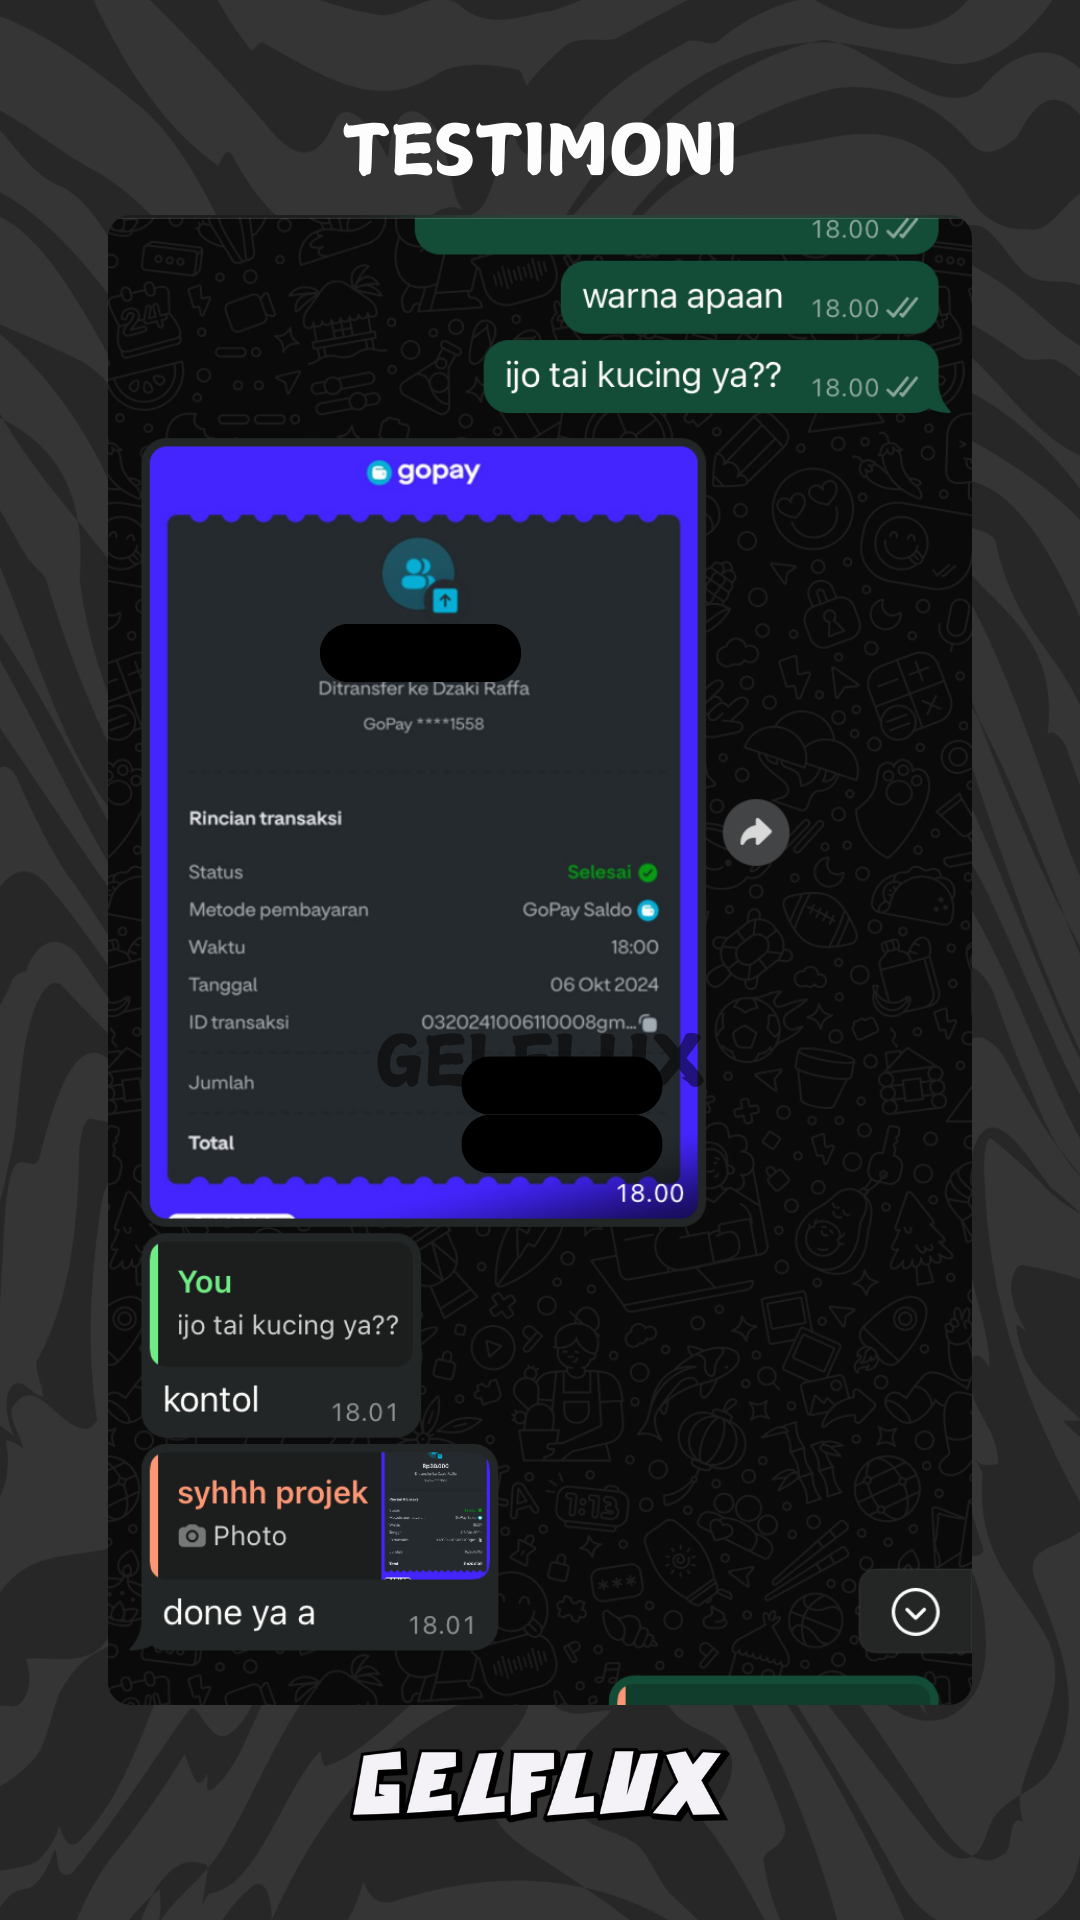 TESTIMONI
18.00
warna apaan 18.00
ijo tai kucing ya?? 18.00
gopay
Ditransfer ke Dzaki Raffa
GoPay ****1558
Rincian transaksi
Status Selesai
Metode pembayaran GoPay Saldo
Waktu 18:00
Tanggal 06 Okt 2024
ID transaksi 0320241006110008gm...
GELFLUX
Jumlah
Total
18.00
You
ijo tai kucing ya??
kontol 18.01
syhhh projek
Photo
done ya a 18.01
GELFLUX